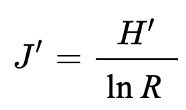 J′ = H′ / ln R